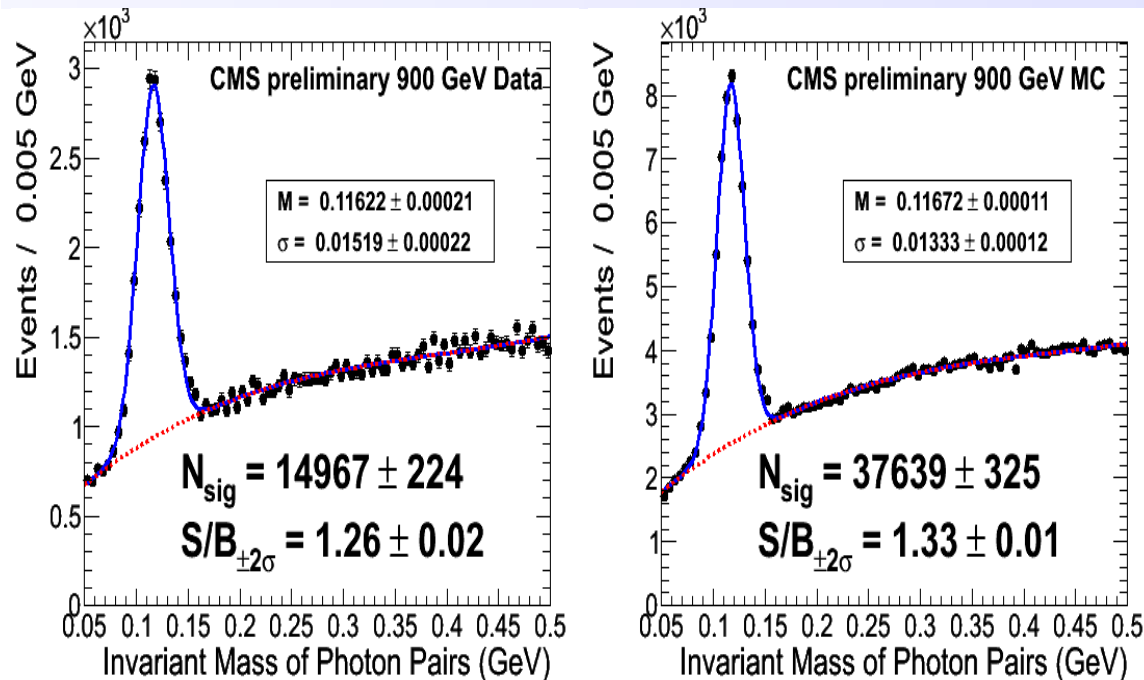 ×10³
Events / 0.005 GeV
3
2.5
2
1.5
1
0.5
0
CMS preliminary 900 GeV Data
M = 0.11622 ± 0.00021
σ = 0.01519 ± 0.00022
N_sig = 14967 ± 224
S/B_±2σ = 1.26 ± 0.02
0.05 0.1 0.15 0.2 0.25 0.3 0.35 0.4 0.45 0.5
Invariant Mass of Photon Pairs (GeV)
×10³
Events / 0.005 GeV
8
7
6
5
4
3
2
1
0
CMS preliminary 900 GeV MC
M = 0.11672 ± 0.00011
σ = 0.01333 ± 0.00012
N_sig = 37639 ± 325
S/B_±2σ = 1.33 ± 0.01
0.05 0.1 0.15 0.2 0.25 0.3 0.35 0.4 0.45 0.5
Invariant Mass of Photon Pairs (GeV)